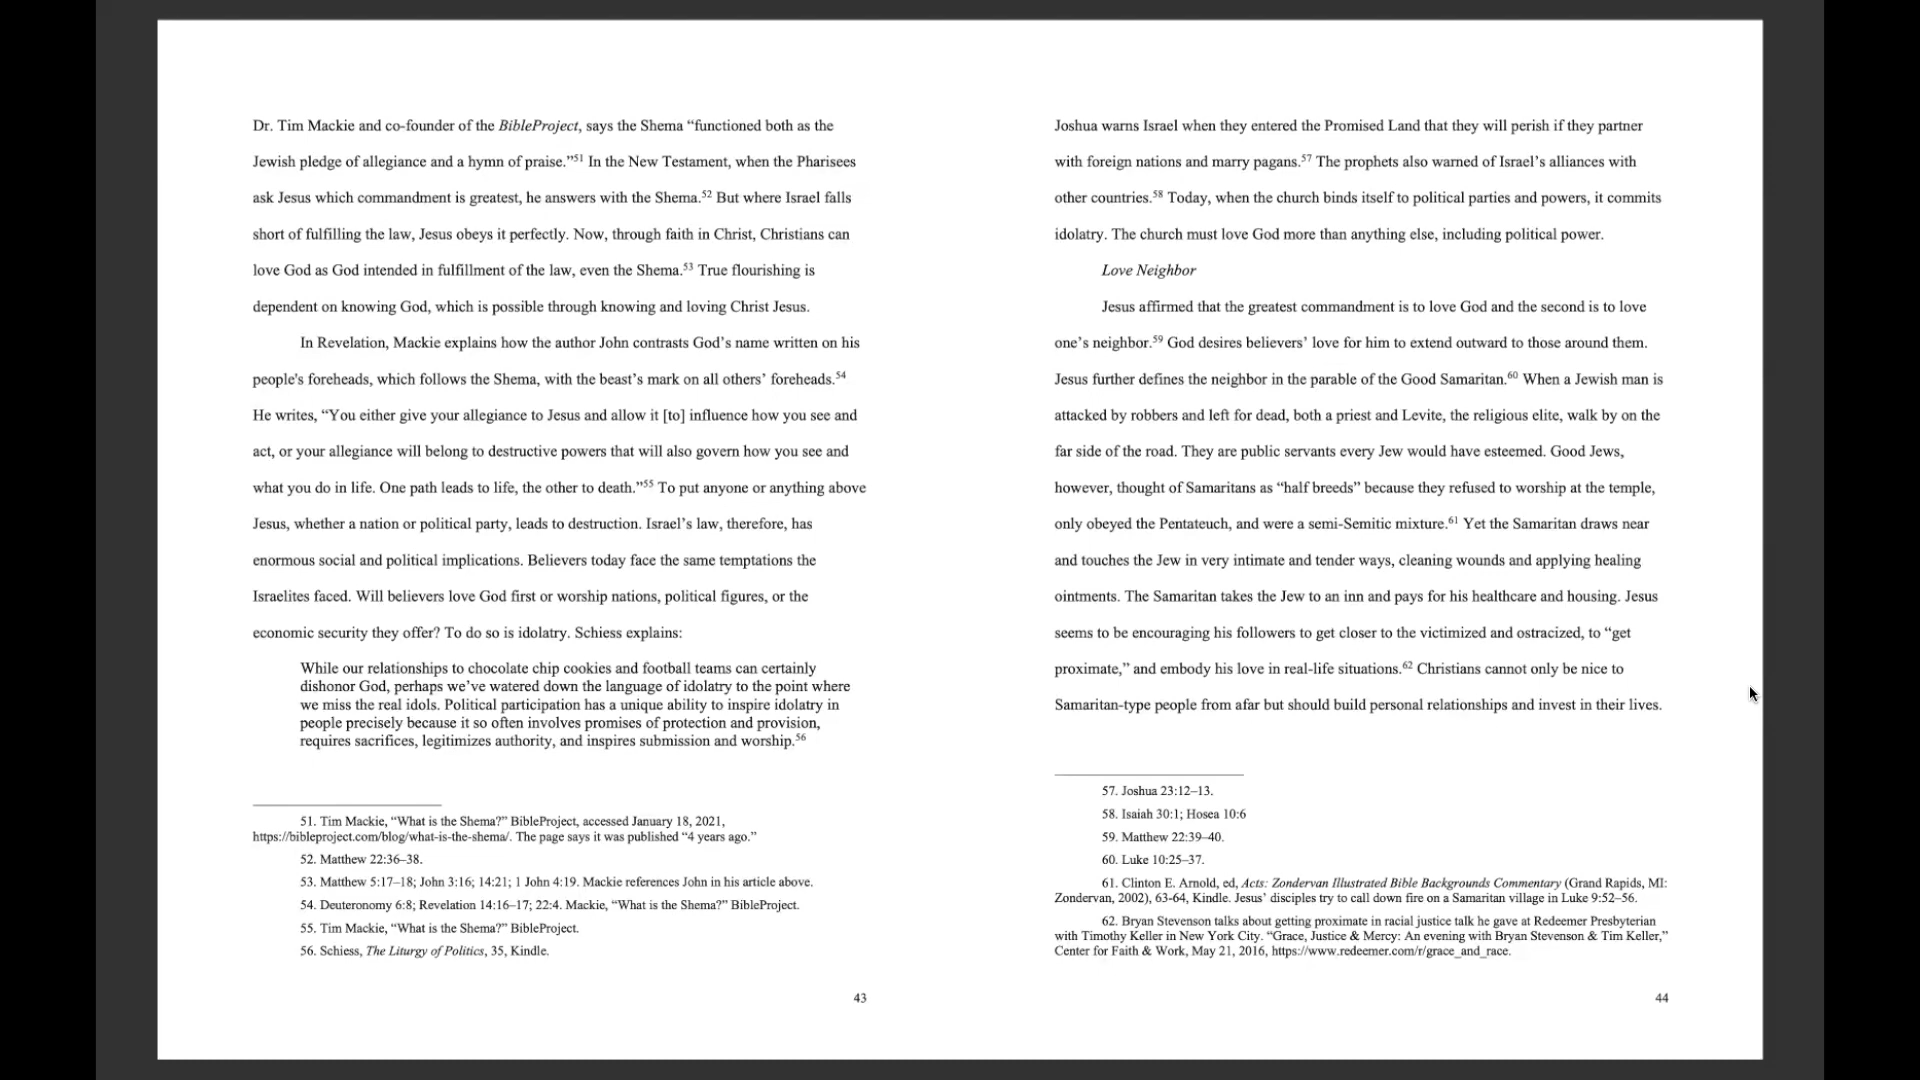 Dr. Tim Mackie and co-founder of the BibleProject, says the Shema “functioned both as the
Jewish pledge of allegiance and a hymn of praise.”51 In the New Testament, when the Pharisees
ask Jesus which commandment is greatest, he answers with the Shema.52 But where Israel falls
short of fulfilling the law, Jesus obeys it perfectly. Now, through faith in Christ, Christians can
love God as God intended in fulfillment of the law, even the Shema.53 True flourishing is
dependent on knowing God, which is possible through knowing and loving Christ Jesus.
In Revelation, Mackie explains how the author John contrasts God’s name written on his
people's foreheads, which follows the Shema, with the beast’s mark on all others’ foreheads.54
He writes, “You either give your allegiance to Jesus and allow it [to] influence how you see and
act, or your allegiance will belong to destructive powers that will also govern how you see and
what you do in life. One path leads to life, the other to death.”55 To put anyone or anything above
Jesus, whether a nation or political party, leads to destruction. Israel’s law, therefore, has
enormous social and political implications. Believers today face the same temptations the
Israelites faced. Will believers love God first or worship nations, political figures, or the
economic security they offer? To do so is idolatry. Schiess explains:
While our relationships to chocolate chip cookies and football teams can certainly
dishonor God, perhaps we’ve watered down the language of idolatry to the point where
we miss the real idols. Political participation has a unique ability to inspire idolatry in
people precisely because it so often involves promises of protection and provision,
requires sacrifices, legitimizes authority, and inspires submission and worship.56
51. Tim Mackie, “What is the Shema?” BibleProject, accessed January 18, 2021,
https://bibleproject.com/blog/what-is-the-shema/. The page says it was published “4 years ago.”
52. Matthew 22:36–38.
53. Matthew 5:17–18; John 3:16; 14:21; 1 John 4:19. Mackie references John in his article above.
54. Deuteronomy 6:8; Revelation 14:16–17; 22:4. Mackie, “What is the Shema?” BibleProject.
55. Tim Mackie, “What is the Shema?” BibleProject.
56. Schiess, The Liturgy of Politics, 35, Kindle.
43
Joshua warns Israel when they entered the Promised Land that they will perish if they partner
with foreign nations and marry pagans.57 The prophets also warned of Israel’s alliances with
other countries.58 Today, when the church binds itself to political parties and powers, it commits
idolatry. The church must love God more than anything else, including political power.
Love Neighbor
Jesus affirmed that the greatest commandment is to love God and the second is to love
one’s neighbor.59 God desires believers’ love for him to extend outward to those around them.
Jesus further defines the neighbor in the parable of the Good Samaritan.60 When a Jewish man is
attacked by robbers and left for dead, both a priest and Levite, the religious elite, walk by on the
far side of the road. They are public servants every Jew would have esteemed. Good Jews,
however, thought of Samaritans as “half breeds” because they refused to worship at the temple,
only obeyed the Pentateuch, and were a semi-Semitic mixture.61 Yet the Samaritan draws near
and touches the Jew in very intimate and tender ways, cleaning wounds and applying healing
ointments. The Samaritan takes the Jew to an inn and pays for his healthcare and housing. Jesus
seems to be encouraging his followers to get closer to the victimized and ostracized, to “get
proximate,” and embody his love in real-life situations.62 Christians cannot only be nice to
Samaritan-type people from afar but should build personal relationships and invest in their lives.
57. Joshua 23:12–13.
58. Isaiah 30:1; Hosea 10:6
59. Matthew 22:39–40.
60. Luke 10:25–37.
61. Clinton E. Arnold, ed, Acts: Zondervan Illustrated Bible Backgrounds Commentary (Grand Rapids, MI:
Zondervan, 2002), 63-64, Kindle. Jesus’ disciples try to call down fire on a Samaritan village in Luke 9:52–56.
62. Bryan Stevenson talks about getting proximate in racial justice talk he gave at Redeemer Presbyterian
with Timothy Keller in New York City. “Grace, Justice & Mercy: An evening with Bryan Stevenson & Tim Keller,”
Center for Faith & Work, May 21, 2016, https://www.redeemer.com/r/grace_and_race.
44